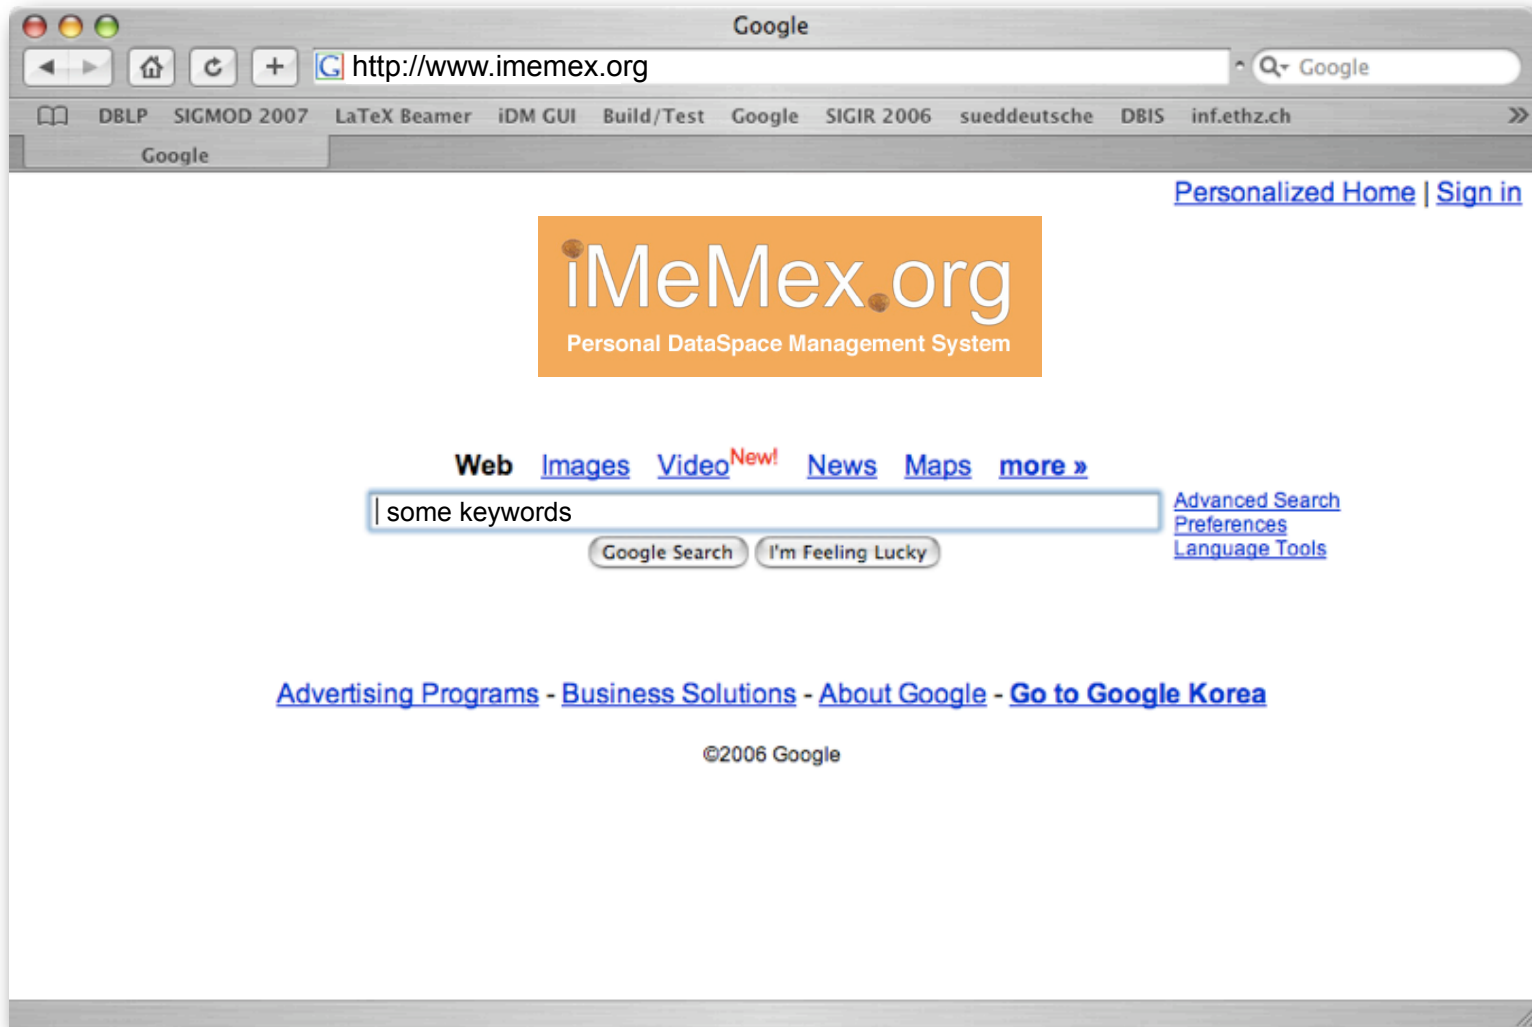 Google
http://www.imemex.org
Google
DBLP SIGMOD 2007 LaTeX Beamer iDM GUI Build/Test Google SIGIR 2006 sueddeutsche DBIS inf.ethz.ch »
Google
Personalized Home | Sign in
iMeMex.org
Personal DataSpace Management System
Web Images Video New! News Maps more »
some keywords
Advanced Search
Preferences
Language Tools
Google Search I'm Feeling Lucky
Advertising Programs - Business Solutions - About Google - Go to Google Korea
©2006 Google